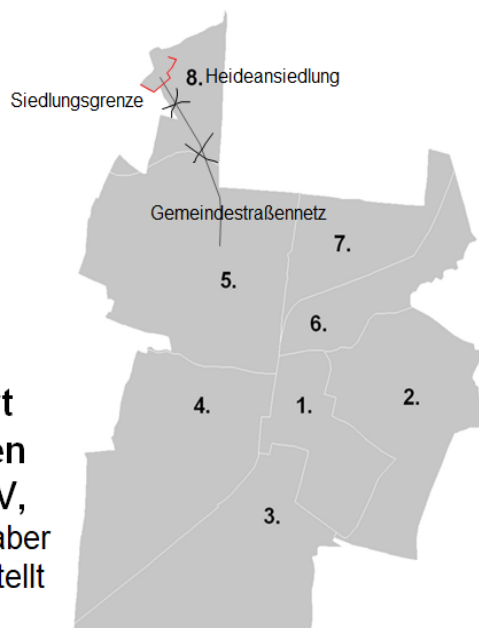 8. Heideansiedlung
Siedlungsgrenze
Gemeindestraßennetz
7.
5.
6.
4.
1.
2.
3.
t
en
V,
aber
tellt